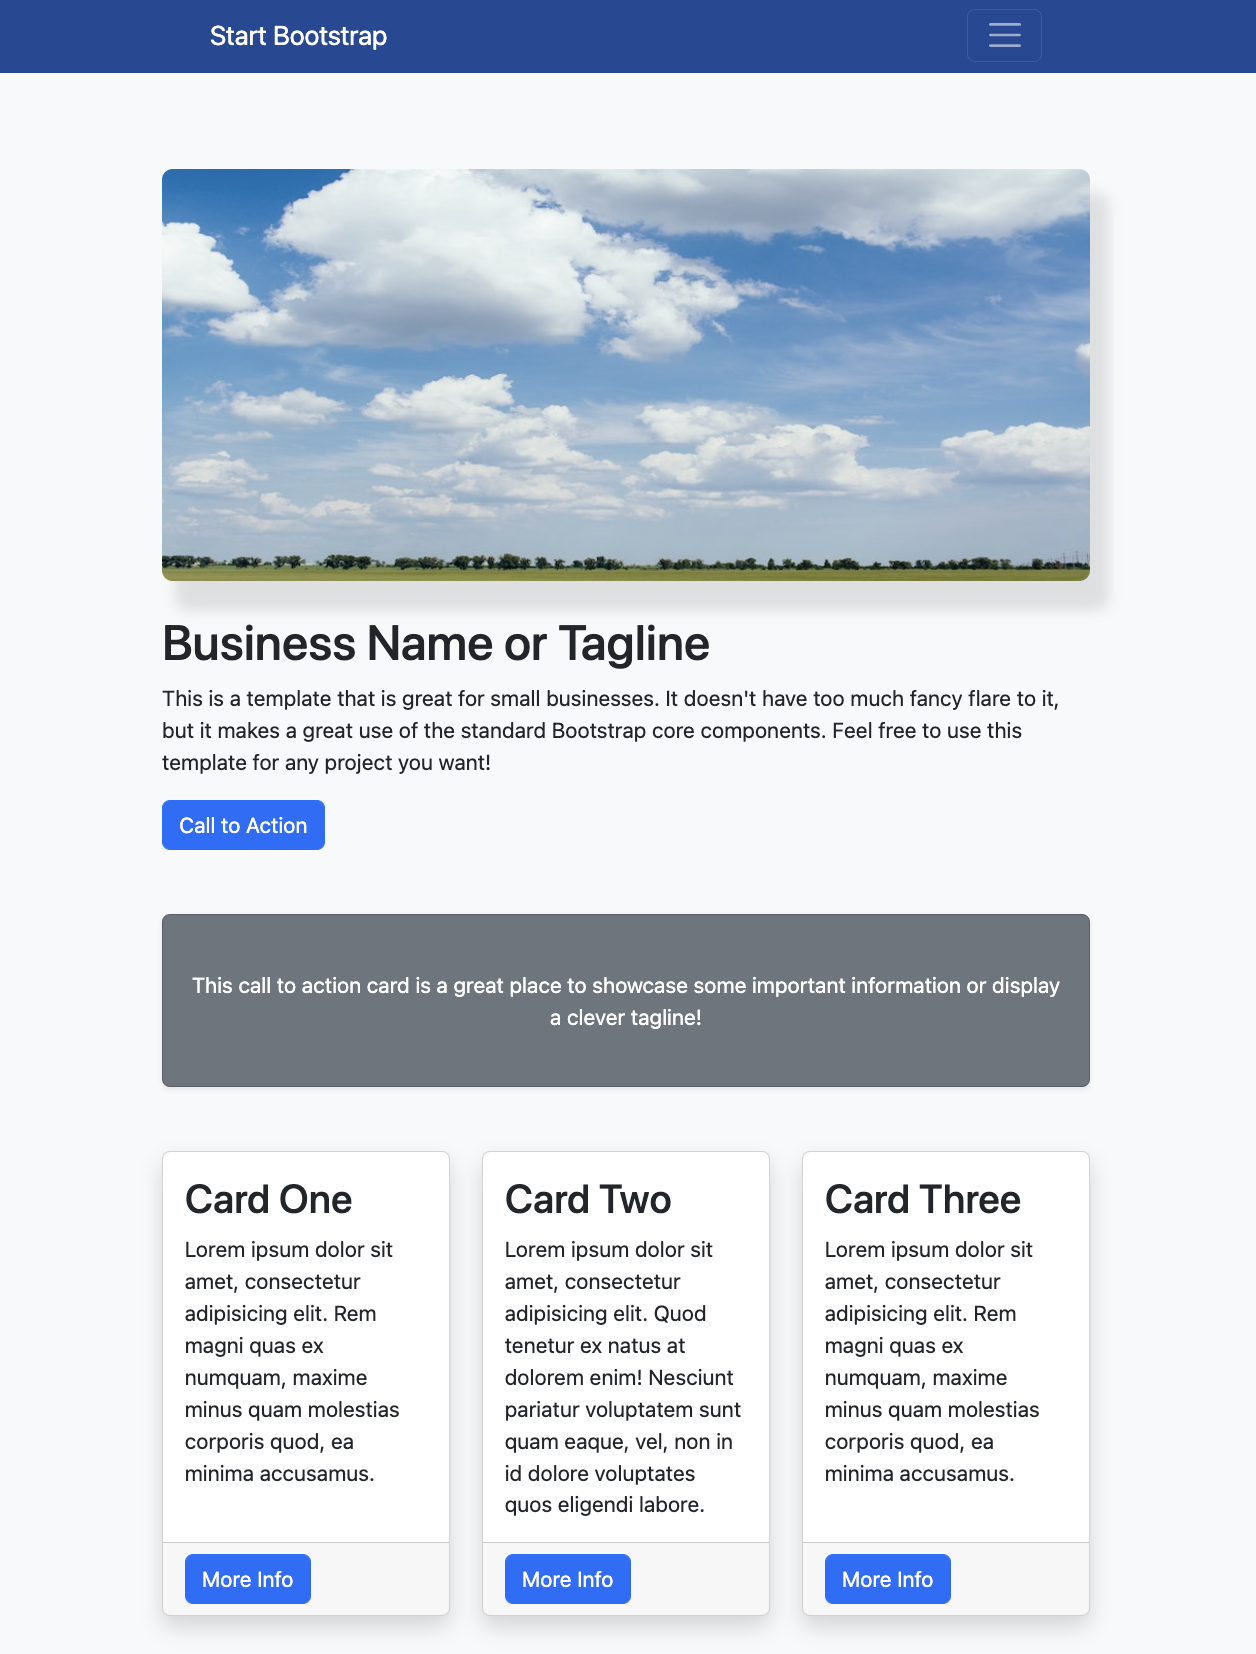 Start Bootstrap
Business Name or Tagline
This is a template that is great for small businesses. It doesn't have too much fancy flare to it,
but it makes a great use of the standard Bootstrap core components. Feel free to use this
template for any project you want!
Call to Action
This call to action card is a great place to showcase some important information or display
a clever tagline!
Card One
Lorem ipsum dolor sit
amet, consectetur
adipisicing elit. Rem
magni quas ex
numquam, maxime
minus quam molestias
corporis quod, ea
minima accusamus.
More Info
Card Two
Lorem ipsum dolor sit
amet, consectetur
adipisicing elit. Quod
tenetur ex natus at
dolorem enim! Nesciunt
pariatur voluptatem sunt
quam eaque, vel, non in
id dolore voluptates
quos eligendi labore.
More Info
Card Three
Lorem ipsum dolor sit
amet, consectetur
adipisicing elit. Rem
magni quas ex
numquam, maxime
minus quam molestias
corporis quod, ea
minima accusamus.
More Info